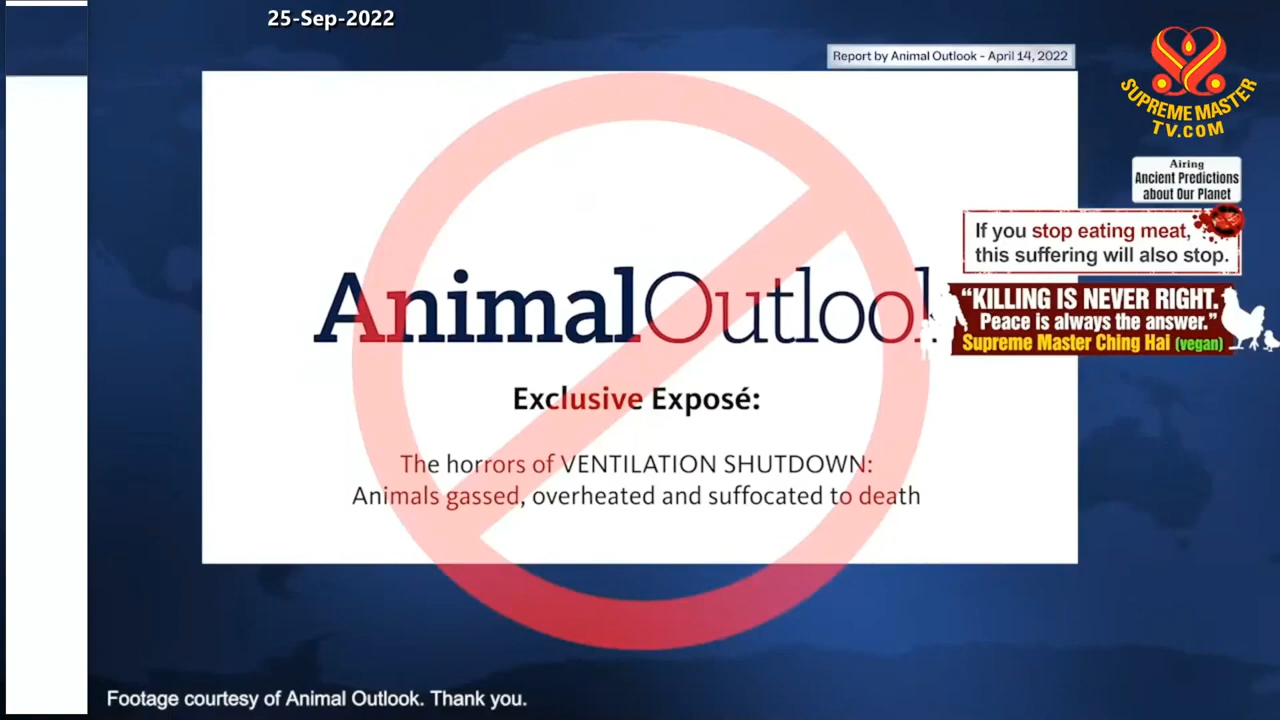 25-Sep-2022
Report by Animal Outlook - April 14, 2022
SUPREME MASTER
TV.COM
Airing
Ancient Predictions
about Our Planet
If you stop eating meat,
this suffering will also stop.
"KILLING IS NEVER RIGHT.
Peace is always the answer."
Supreme Master Ching Hai (vegan)
AnimalOutlook
Exclusive Exposé:
The horrors of VENTILATION SHUTDOWN:
Animals gassed, overheated and suffocated to death
Footage courtesy of Animal Outlook. Thank you.